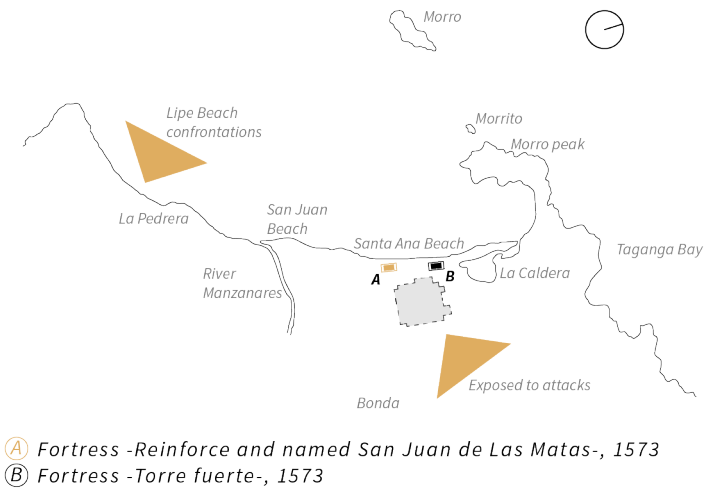 Morro
Lipe Beach
confrontations
Morrito
Morro peak
La Pedrera
San Juan
Beach
Santa Ana Beach
Taganga Bay
River
Manzanares
A
B
La Caldera
Exposed to attacks
Bonda
A Fortress -Reinforce and named San Juan de Las Matas-, 1573
B Fortress -Torre fuerte-, 1573